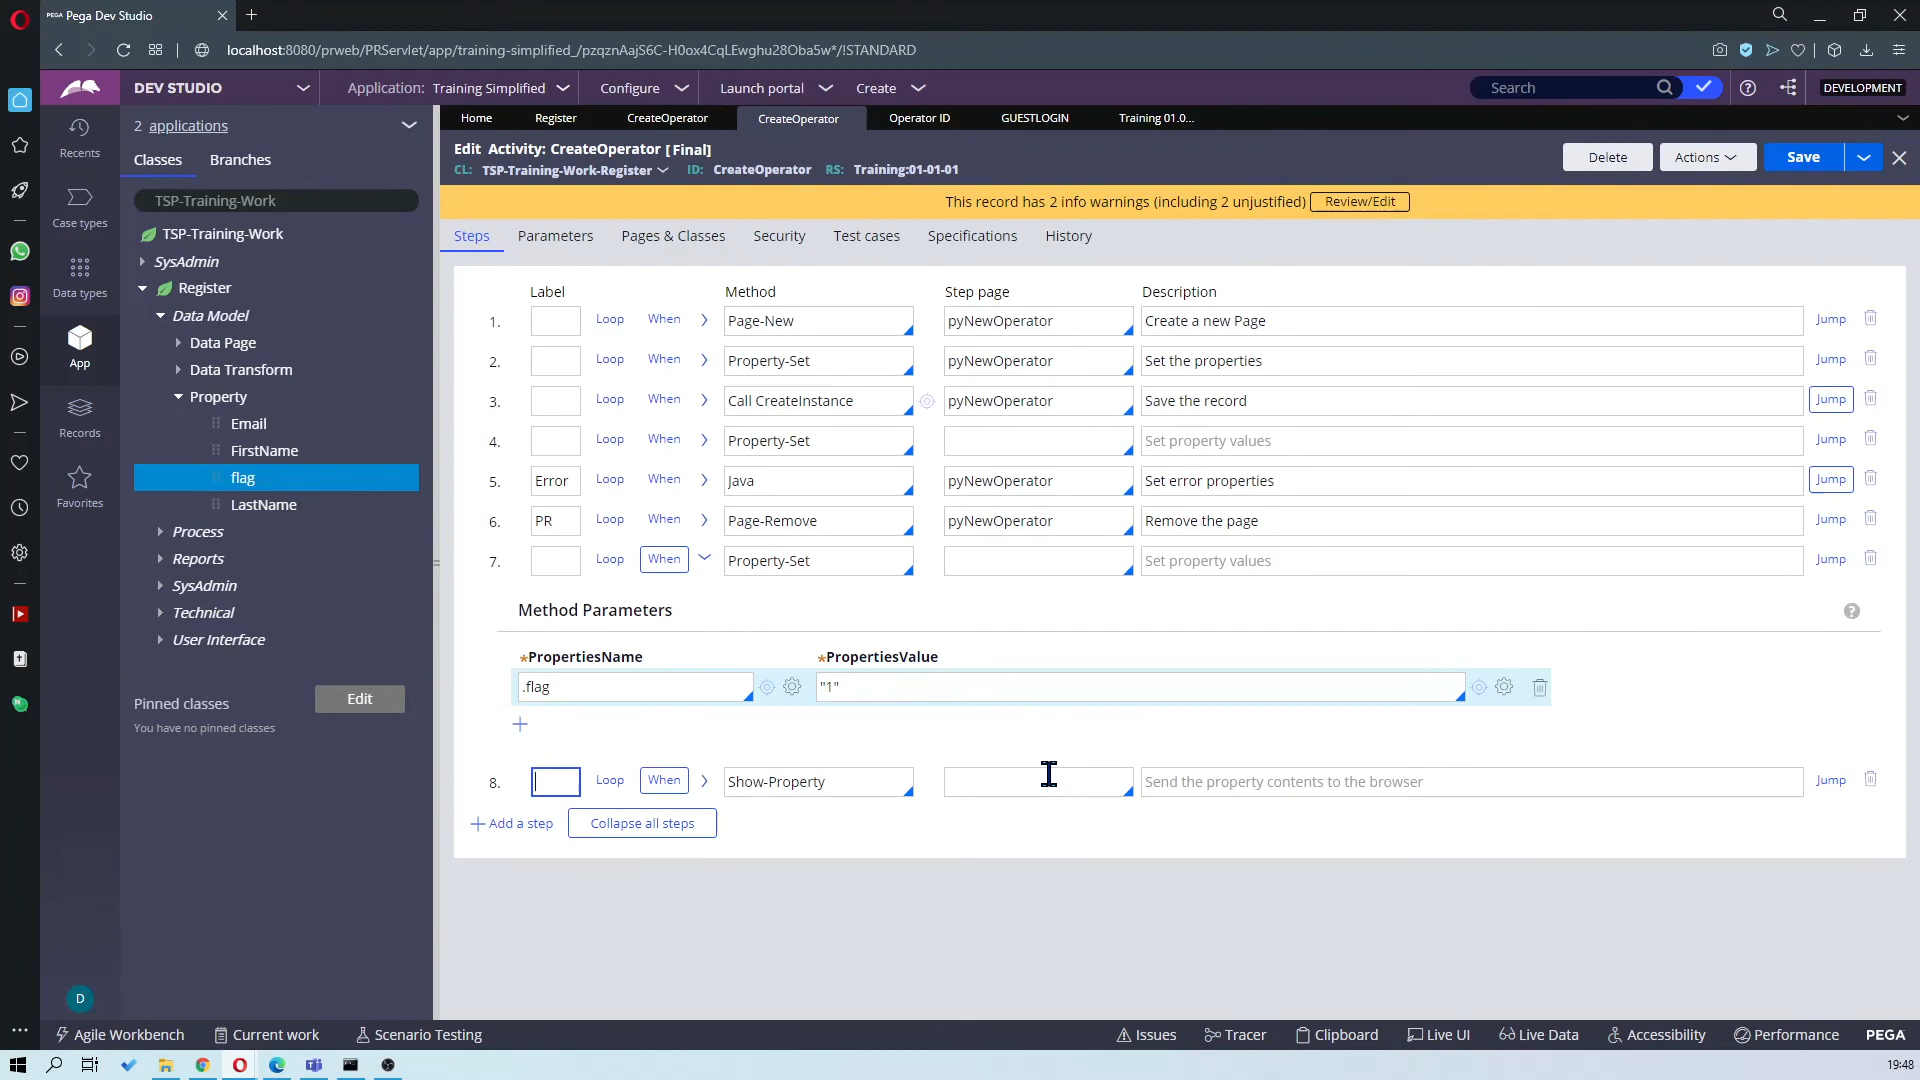 PEGA Pega Dev Studio
localhost:8080/prweb/PRServlet/app/training-simplified_/pzqznAajS6C-H0ox4CqLEwghu28Oba5w*/!STANDARD
DEV STUDIO
Application: Training Simplified
Configure
Launch portal
Create
Search
DEVELOPMENT
Recents
Case types
Data types
App
Records
Favorites
D
2 applications
Classes Branches
TSP-Training-Work
TSP-Training-Work
SysAdmin
Register
Data Model
Data Page
Data Transform
Property
Email
FirstName
flag
LastName
Process
Reports
SysAdmin
Technical
User Interface
Pinned classes Edit
You have no pinned classes
Home Register CreateOperator CreateOperator Operator ID GUESTLOGIN Training 01.0...
Edit Activity: CreateOperator [Final]
CL: TSP-Training-Work-Register ID: CreateOperator RS: Training:01-01-01
Delete Actions Save
This record has 2 info warnings (including 2 unjustified) Review/Edit
Steps Parameters Pages & Classes Security Test cases Specifications History
Label Method Step page Description
1. Loop When Page-New pyNewOperator Create a new Page Jump
2. Loop When Property-Set pyNewOperator Set the properties Jump
3. Loop When Call CreateInstance pyNewOperator Save the record Jump
4. Loop When Property-Set Set property values Jump
5. Error Loop When Java pyNewOperator Set error properties Jump
6. PR Loop When Page-Remove pyNewOperator Remove the page Jump
7. Loop When Property-Set Set property values Jump
Method Parameters ?
*PropertiesName *PropertiesValue
.flag "1"
8. Loop When Show-Property Send the property contents to the browser Jump
Add a step Collapse all steps
Agile Workbench Current work Scenario Testing Issues Tracer Clipboard Live UI Live Data Accessibility Performance PEGA
19:48